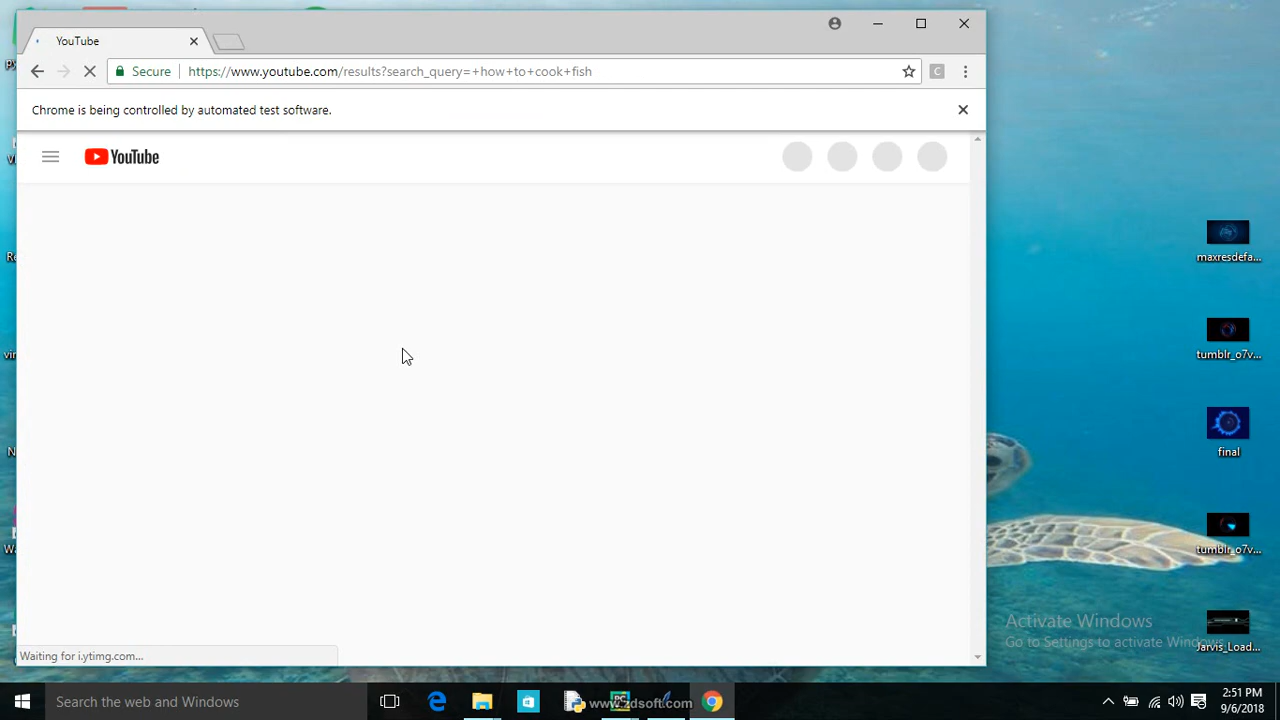 YouTube
Secure
https://www.youtube.com/results?search_query=+how+to+cook+fish
C
Chrome is being controlled by automated test software.
YouTube
maxresdefa...
tumblr_o7v...
final
tumblr_o7v...
Jarvis_Load...
Activate Windows
Go to Settings to activate Windows.
Waiting for i.ytimg.com...
Search the web and Windows
PC
www.zdsoft.com
2:51 PM
9/6/2018